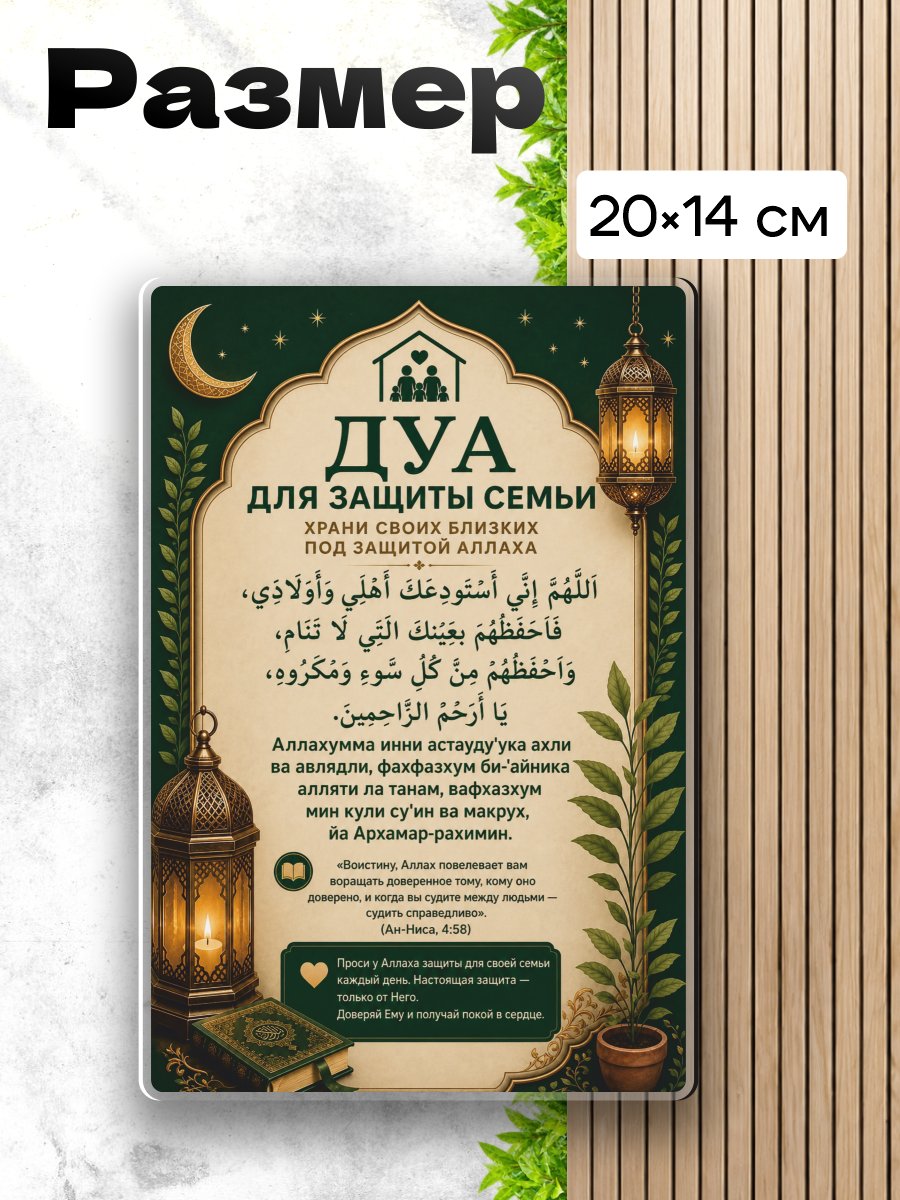 Размер
20×14 см
ДУА
ДЛЯ ЗАЩИТЫ СЕМЬИ
ХРАНИ СВОИХ БЛИЗКИХ
ПОД ЗАЩИТОЙ АЛЛАХА
اَللَّهُمَّ إِنِّي أَسْتَودِعَكَ أَهْلِي وَأَوَلَادِي،
فَاَحَفَظُهُمَ بعَيْنكَ الَتِي لَا تَنَامِ،
وَاَحْفَظُهُمْ مِنَّ كُلِ سَّوءِ وَمْكَرُوهِ،
يَا أَرَحُمْ الرَّاحِمِينَ.
Аллахумма инни астауду'ука ахли
ва авлядли, фахфазхум би-'айника
алляти ла танам, вафхазхум
мин кули су'ин ва макрух,
йа Архамар-рахимин.
«Воистину, Аллах повелевает вам
воращать доверенное тому, кому оно
доверено, и когда вы судите между людьми —
судить справедливо».
(Ан-Ниса, 4:58)
Проси у Аллаха защиты для своей семьи
каждый день. Настоящая защита —
только от Него.
Доверяй Ему и получай покой в сердце.